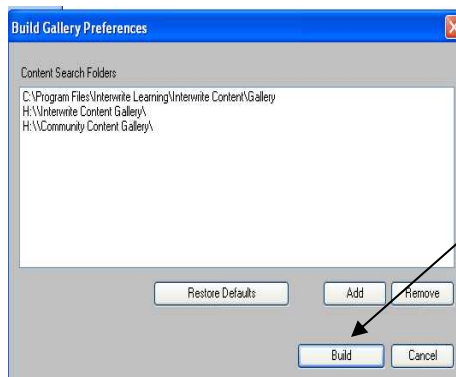 Build Gallery Preferences
Content Search Folders
C:\Program Files\Interwrite Learning\Interwrite Content\Gallery
H:\\Interwrite Content Gallery\
H:\\Community Content Gallery\
Restore Defaults
Add
Remove
Build
Cancel